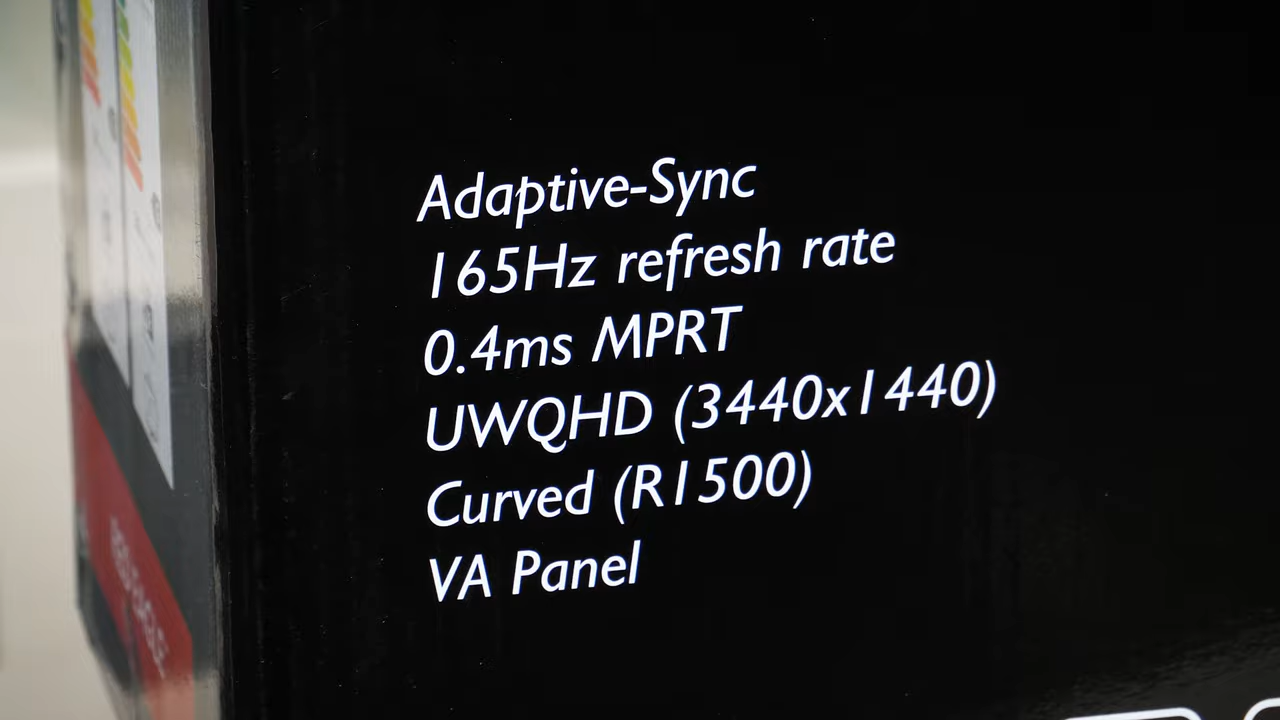 Adaptive-Sync
165Hz refresh rate
0.4ms MPRT
UWQHD (3440x1440)
Curved (R1500)
VA Panel